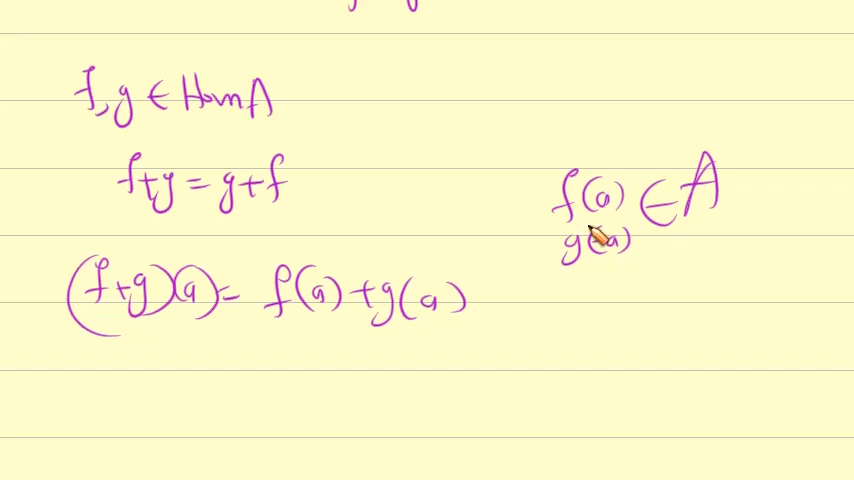 f, g ∈ Hom A
f+g = g+f
f(a) ∈ A
g(a)
(f+g)(a) = f(a) + g(a)